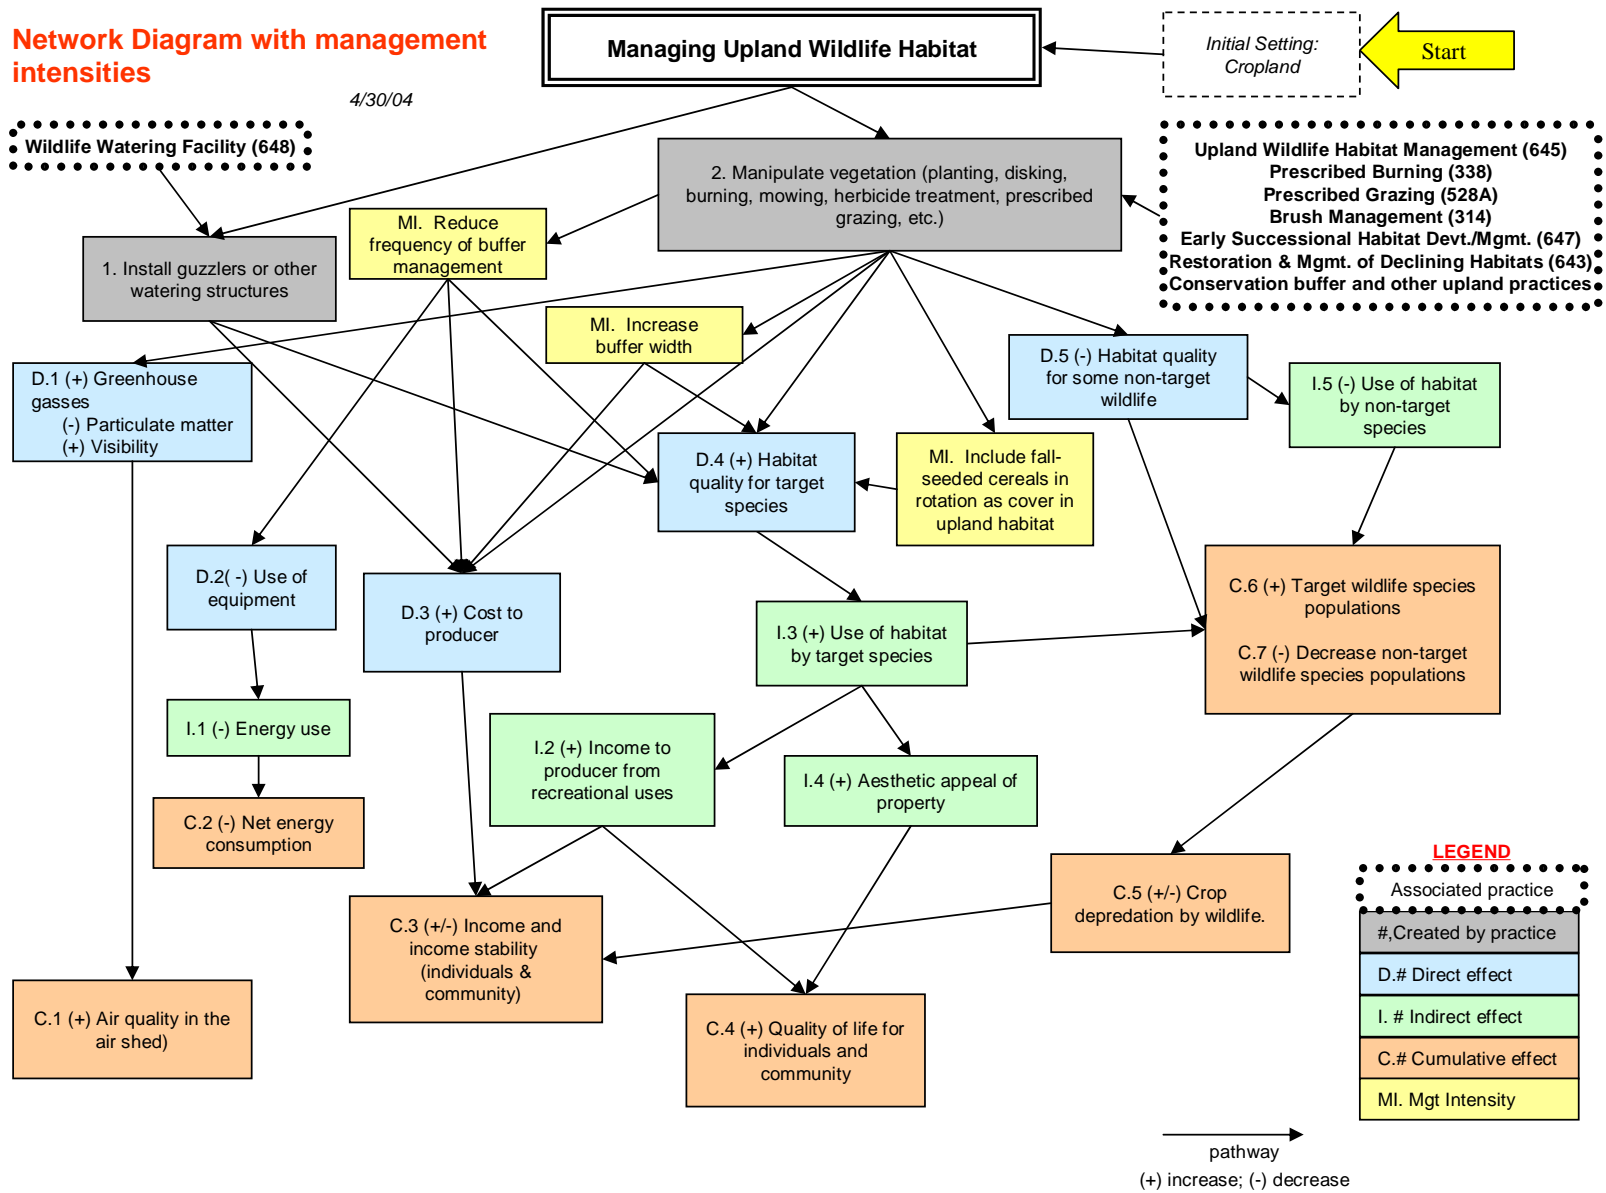 Network Diagram with management
intensities
4/30/04
Managing Upland Wildlife Habitat
Initial Setting:
Cropland
Start
Wildlife Watering Facility (648)
2. Manipulate vegetation (planting, disking,
burning, mowing, herbicide treatment, prescribed
grazing, etc.)
Upland Wildlife Habitat Management (645)
Prescribed Burning (338)
Prescribed Grazing (528A)
Brush Management (314)
Early Successional Habitat Devt./Mgmt. (647)
Restoration & Mgmt. of Declining Habitats (643)
Conservation buffer and other upland practices
MI.  Reduce
frequency of buffer
management
1. Install guzzlers or other
watering structures
MI.  Increase
buffer width
D.1 (+) Greenhouse
gasses
(-) Particulate matter
(+) Visibility
D.5 (-) Habitat quality
for some non-target
wildlife
I.5 (-) Use of habitat
by non-target
species
D.4 (+) Habitat
quality for target
species
MI.  Include fall-
seeded cereals in
rotation as cover in
upland habitat
D.2( -) Use of
equipment
D.3 (+) Cost to
producer
I.3 (+) Use of habitat
by target species
C.6 (+) Target wildlife species
populations
C.7 (-) Decrease non-target
wildlife species populations
I.1 (-) Energy use
I.2 (+) Income to
producer from
recreational uses
I.4 (+) Aesthetic appeal of
property
C.2 (-) Net energy
consumption
C.5 (+/-) Crop
depredation by wildlife.
C.3 (+/-) Income and
income stability
(individuals &
community)
C.1 (+) Air quality in the
air shed)
C.4 (+) Quality of life for
individuals and
community
LEGEND
Associated practice
#,Created by practice
D.# Direct effect
I. # Indirect effect
C.# Cumulative effect
MI. Mgt Intensity
pathway
(+) increase; (-) decrease